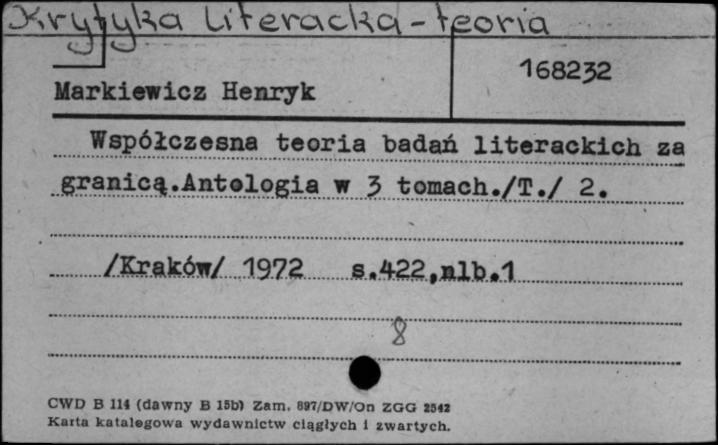 Krytyka literacka - teoria
168232
Markiewicz Henryk
Współczesna teoria badań literackich za
granicą.Antologia w 3 tomach./T./ 2.
/Kraków/ 1972 s.422,nlb.1
8
CWD B 114 (dawny B 15b) Zam. 897/DW/On ZGG 2542
Karta katalogowa wydawnictw ciągłych i zwartych.